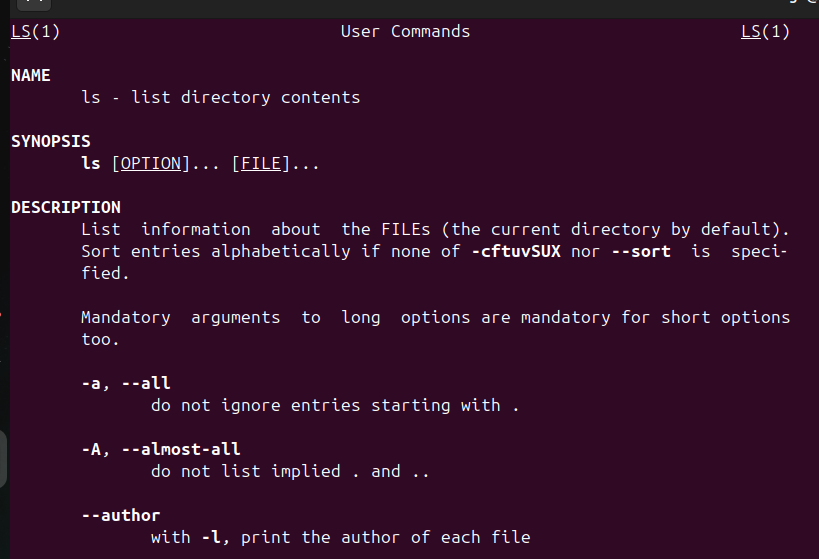 LS(1) User Commands LS(1)
NAME
ls - list directory contents
SYNOPSIS
ls [OPTION]... [FILE]...
DESCRIPTION
List information about the FILEs (the current directory by default).
Sort entries alphabetically if none of -cftuvSUX nor --sort is speci‐
fied.
Mandatory arguments to long options are mandatory for short options
too.
-a, --all
do not ignore entries starting with .
-A, --almost-all
do not list implied . and ..
--author
with -l, print the author of each file